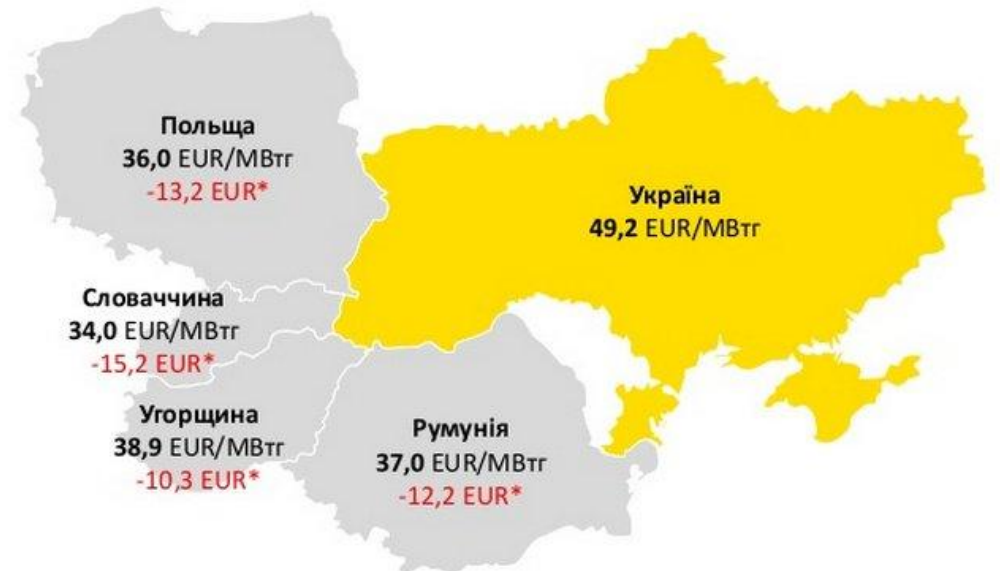 Польща
36,0 EUR/МВтг
-13,2 EUR*
Україна
49,2 EUR/МВтг
Словаччина
34,0 EUR/МВтг
-15,2 EUR*
Угорщина
38,9 EUR/МВтг
-10,3 EUR*
Румунія
37,0 EUR/МВтг
-12,2 EUR*